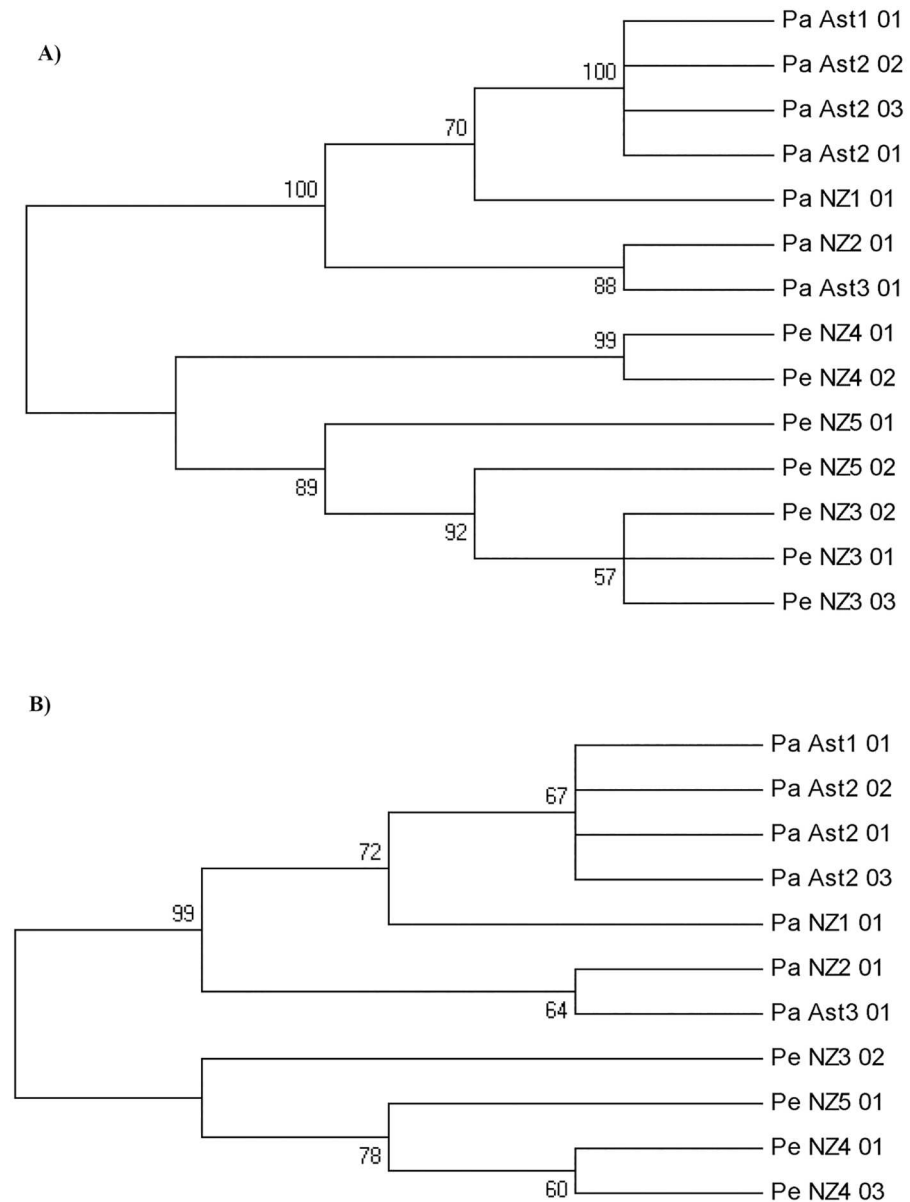 A)
Pa Ast1 01
Pa Ast2 02
100
Pa Ast2 03
70
Pa Ast2 01
100
Pa NZ1 01
Pa NZ2 01
88
Pa Ast3 01
99
Pe NZ4 01
Pe NZ4 02
Pe NZ5 01
89
Pe NZ5 02
92
Pe NZ3 02
Pe NZ3 01
57
Pe NZ3 03
B)
Pa Ast1 01
67
Pa Ast2 02
Pa Ast2 01
72
Pa Ast2 03
99
Pa NZ1 01
Pa NZ2 01
64
Pa Ast3 01
Pe NZ3 02
Pe NZ5 01
78
Pe NZ4 01
60
Pe NZ4 03